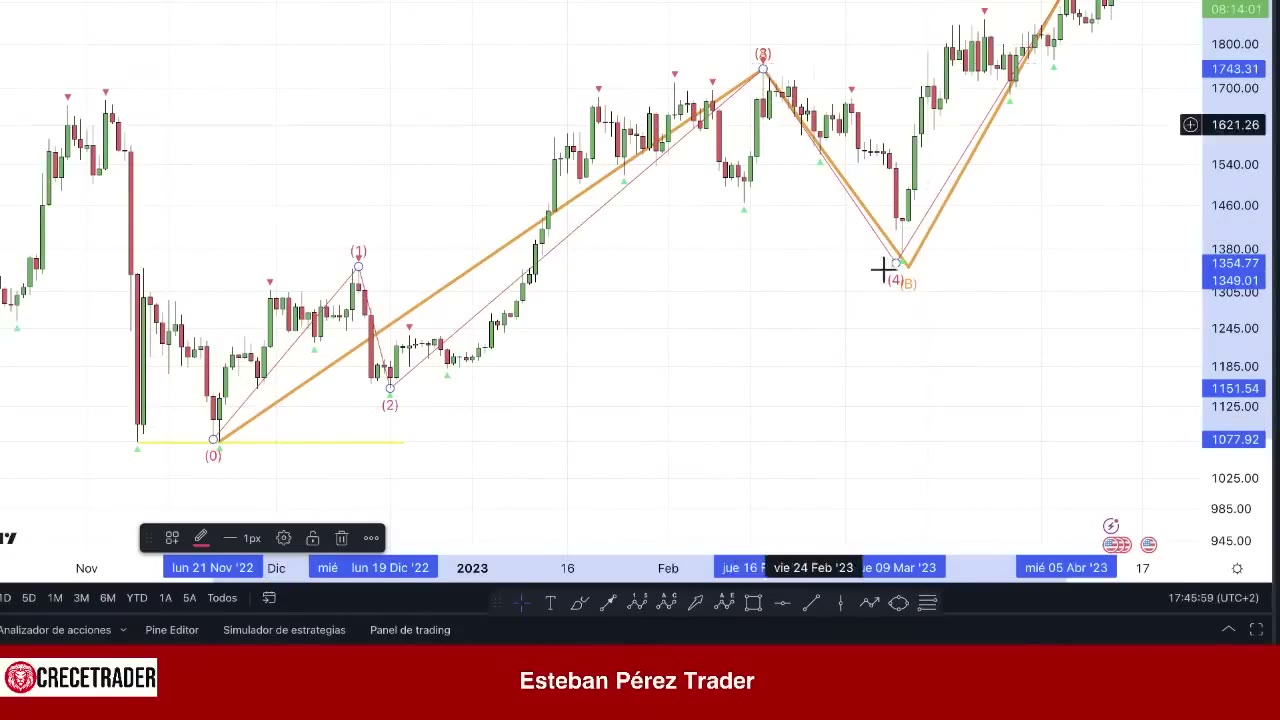 08:14:01
1800.00
1743.31
1700.00
1621.26
1540.00
1460.00
1380.00
1354.77
1349.01
1305.00
1245.00
1185.00
1151.54
1125.00
1077.92
1025.00
985.00
945.00
(3)
(1)
(4)
(B)
(2)
(0)
1px
Nov
lun 21 Nov '22
Dic
mié
lun 19 Dic '22
2023
16
Feb
jue 16 F
vie 24 Feb '23
ue 09 Mar '23
mié 05 Abr '23
17
1D 5D 1M 3M 6M YTD 1A 5A Todos
17:45:59 (UTC+2)
Analizador de acciones Pine Editor Simulador de estrategias Panel de trading
CRECETRADER
Esteban Pérez Trader